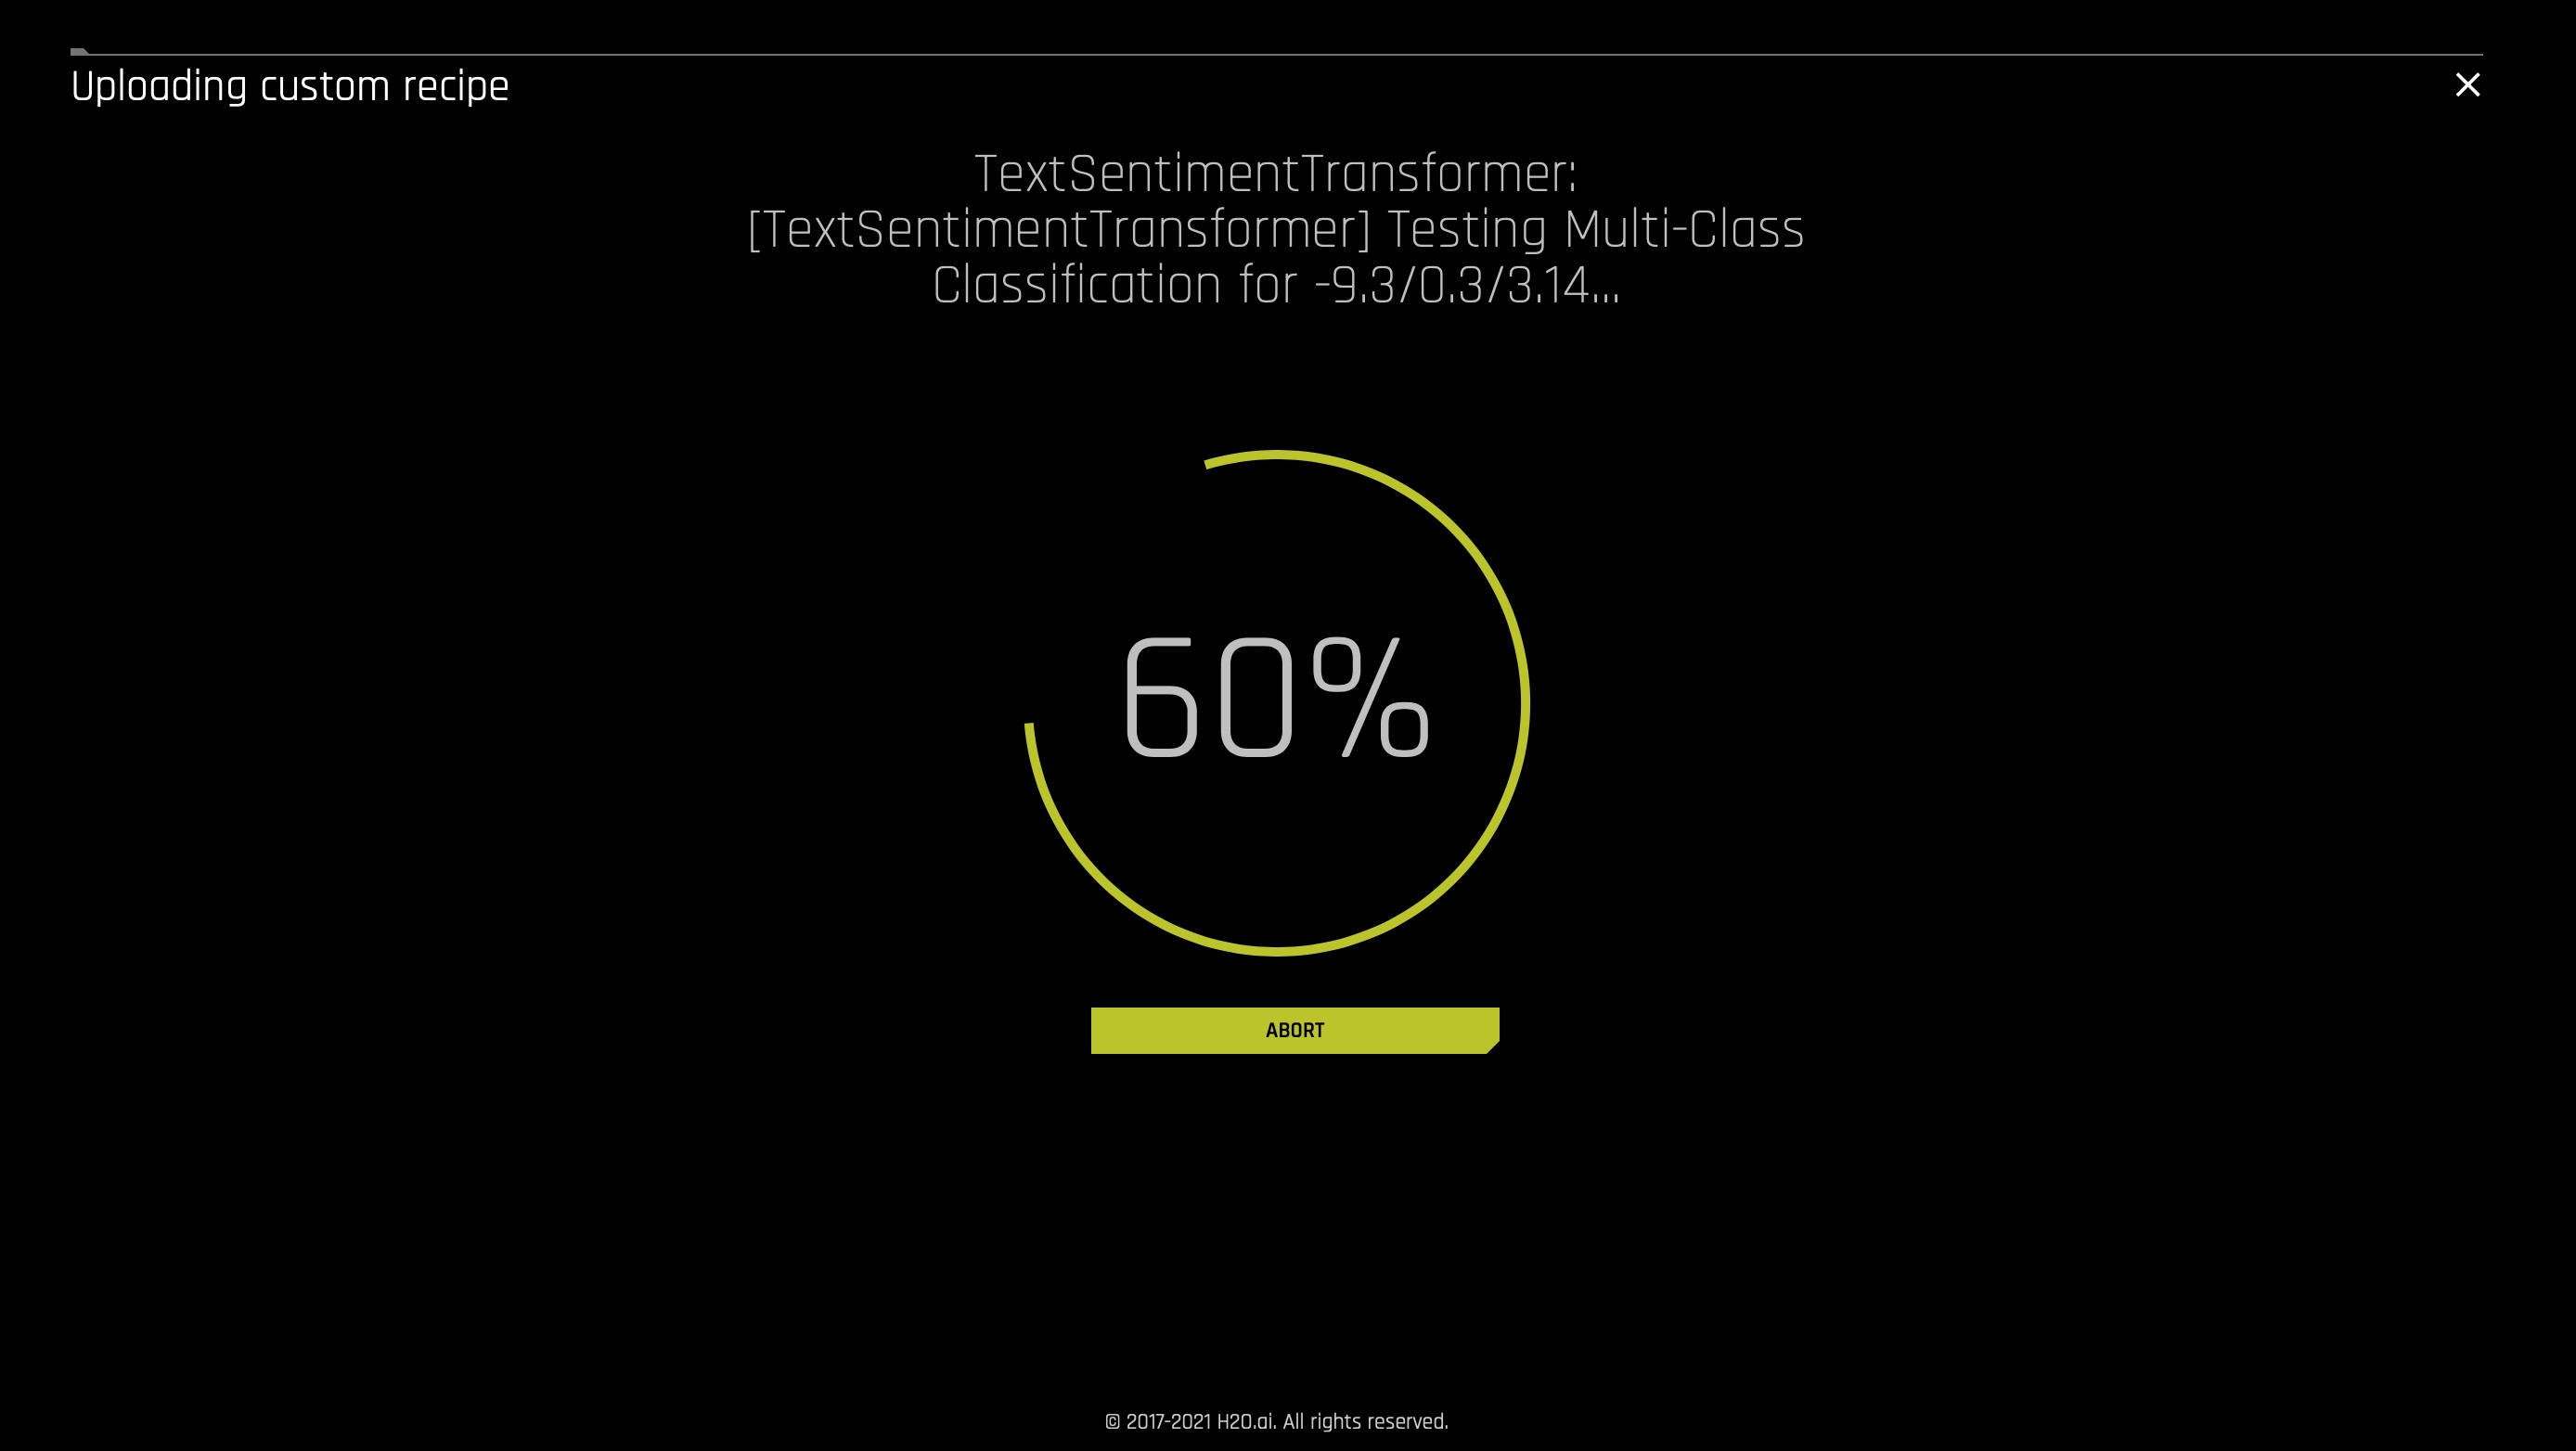 Uploading custom recipe
TextSentimentTransformer:
[TextSentimentTransformer] Testing Multi-Class
Classification for -9.3/0.3/3.14...
60%
ABORT
© 2017-2021 H2O.ai. All rights reserved.